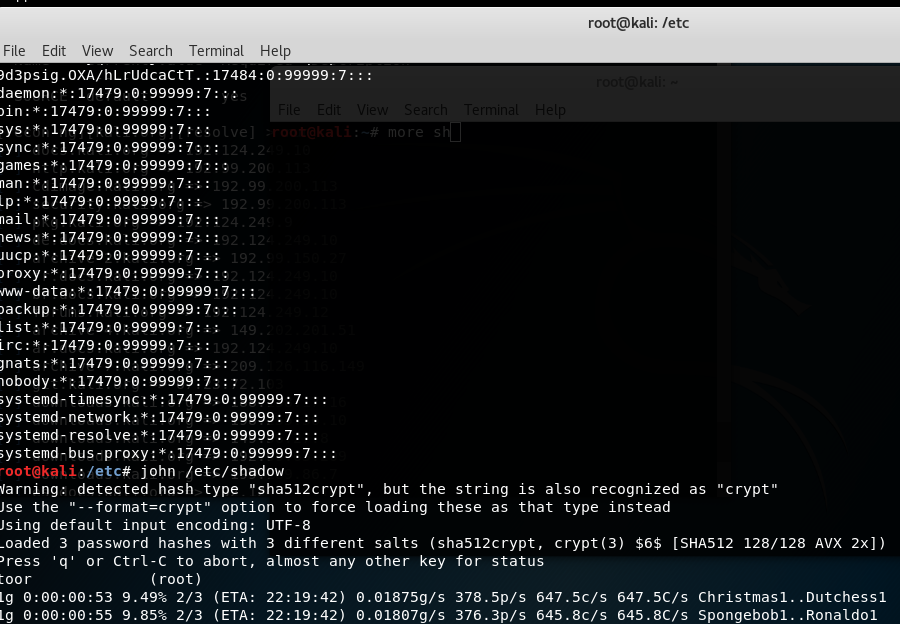 root@kali: /etc
File Edit View Search Terminal Help
9d3psig.OXA/hLrUdcaCtT.:17484:0:99999:7:::
daemon:*:17479:0:99999:7:::
bin:*:17479:0:99999:7:::
sys:*:17479:0:99999:7:::
sync:*:17479:0:99999:7:::
games:*:17479:0:99999:7:::
man:*:17479:0:99999:7:::
lp:*:17479:0:99999:7:::
mail:*:17479:0:99999:7:::
news:*:17479:0:99999:7:::
uucp:*:17479:0:99999:7:::
proxy:*:17479:0:99999:7:::
www-data:*:17479:0:99999:7:::
backup:*:17479:0:99999:7:::
list:*:17479:0:99999:7:::
irc:*:17479:0:99999:7:::
gnats:*:17479:0:99999:7:::
nobody:*:17479:0:99999:7:::
systemd-timesync:*:17479:0:99999:7:::
systemd-network:*:17479:0:99999:7:::
systemd-resolve:*:17479:0:99999:7:::
systemd-bus-proxy:*:17479:0:99999:7:::
root@kali:/etc# john /etc/shadow
Warning: detected hash type "sha512crypt", but the string is also recognized as "crypt"
Use the "--format=crypt" option to force loading these as that type instead
Using default input encoding: UTF-8
Loaded 3 password hashes with 3 different salts (sha512crypt, crypt(3) $6$ [SHA512 128/128 AVX 2x])
Press 'q' or Ctrl-C to abort, almost any other key for status
toor (root)
1g 0:00:00:53 9.49% 2/3 (ETA: 22:19:42) 0.01875g/s 378.5p/s 647.5c/s 647.5C/s Christmas1..Dutchess1
1g 0:00:00:55 9.85% 2/3 (ETA: 22:19:42) 0.01807g/s 376.3p/s 645.8c/s 645.8C/s Spongebob1..Ronaldo1
root@kali: ~
File Edit View Search Terminal Help
root@kali:~# more sh